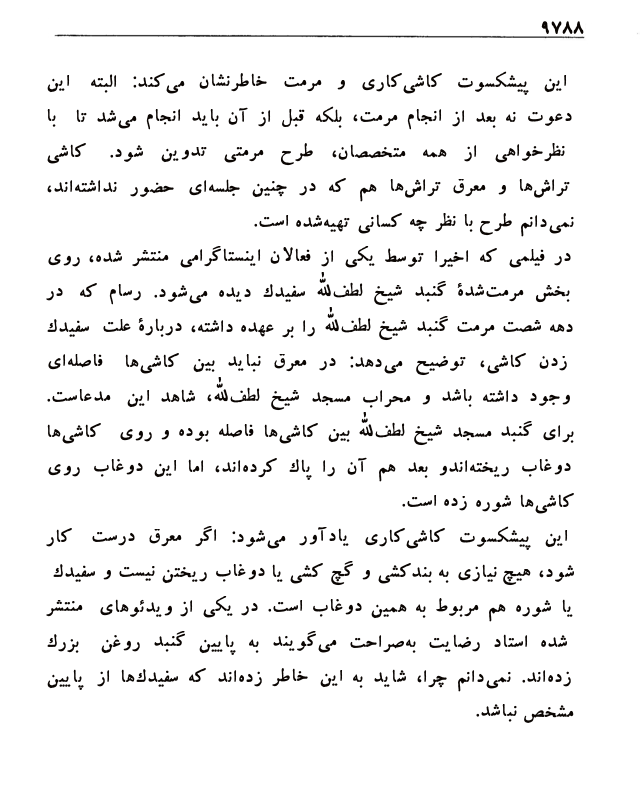 ۹۷۸۸
این پیشکسوت کاشی‌کاری و مرمت خاطرنشان می‌کند: البته این
دعوت نه بعد از انجام مرمت، بلکه قبل از آن باید انجام می‌شد تا با
نظرخواهی از همه متخصصان، طرح مرمتی تدوین شود. کاشی
تراش‌ها و معرق تراش‌ها هم که در چنین جلسه‌ای حضور نداشته‌اند،
نمی‌دانم طرح با نظر چه کسانی تهیه‌شده است.
در فیلمی که اخیرا توسط یکی از فعالان اینستاگرامی منتشر شده، روی
بخش مرمت‌شدهٔ گنبد شیخ لطف‌لله سفیدك دیده می‌شود. رسام که در
دهه شصت مرمت گنبد شیخ لطف‌لله را بر عهده داشته، دربارهٔ علت سفیدك
زدن کاشی، توضیح می‌دهد: در معرق نباید بین کاشی‌ها فاصله‌ای
وجود داشته باشد و محراب مسجد شیخ لطف‌لله، شاهد این مدعاست.
برای گنبد مسجد شیخ لطف‌لله بین کاشی‌ها فاصله بوده و روی کاشی‌ها
دوغاب ریخته‌اندو بعد هم آن را پاك کرده‌اند، اما این دوغاب روی
کاشی‌ها شوره زده است.
این پیشکسوت کاشی‌کاری یادآور می‌شود: اگر معرق درست کار
شود، هیچ نیازی به بندکشی و گچ کشی یا دوغاب ریختن نیست و سفیدك
یا شوره هم مربوط به همین دوغاب است. در یکی از ویدئوهای منتشر
شده استاد رضایت به‌صراحت می‌گویند به پایین گنبد روغن بزرك
زده‌اند. نمی‌دانم چرا، شاید به این خاطر زده‌اند که سفیدك‌ها از پایین
مشخص نباشد.